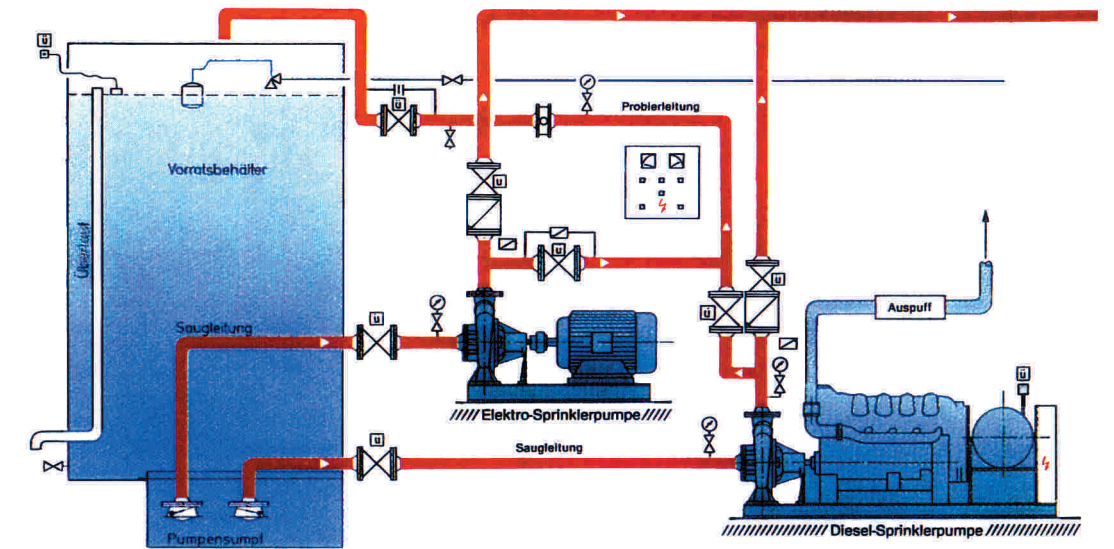 ü
Probierleitung
ü
Vorratsbehälter
ü
Überlauf
ü
Auspuff
Saugleitung
ü
ü
ü
ü
Elektro-Sprinklerpumpe
Saugleitung
ü
Diesel-Sprinklerpumpe
Pumpensumpf